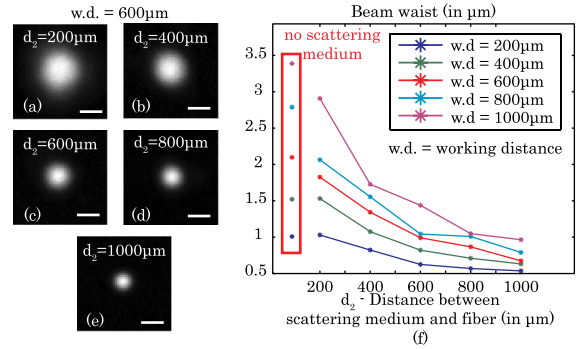 w.d. = 600µm
d2=200µm
(a)
d2=400µm
(b)
d2=600µm
(c)
d2=800µm
(d)
d2=1000µm
(e)
Beam waist (in µm)
no scattering
medium
w.d = 200µm
w.d = 400µm
w.d = 600µm
w.d = 800µm
w.d = 1000µm
w.d. = working distance
3.5
3
2.5
2
1.5
1
0.5
200 400 600 800 1000
d2 - Distance between
scattering medium and fiber (in µm)
(f)